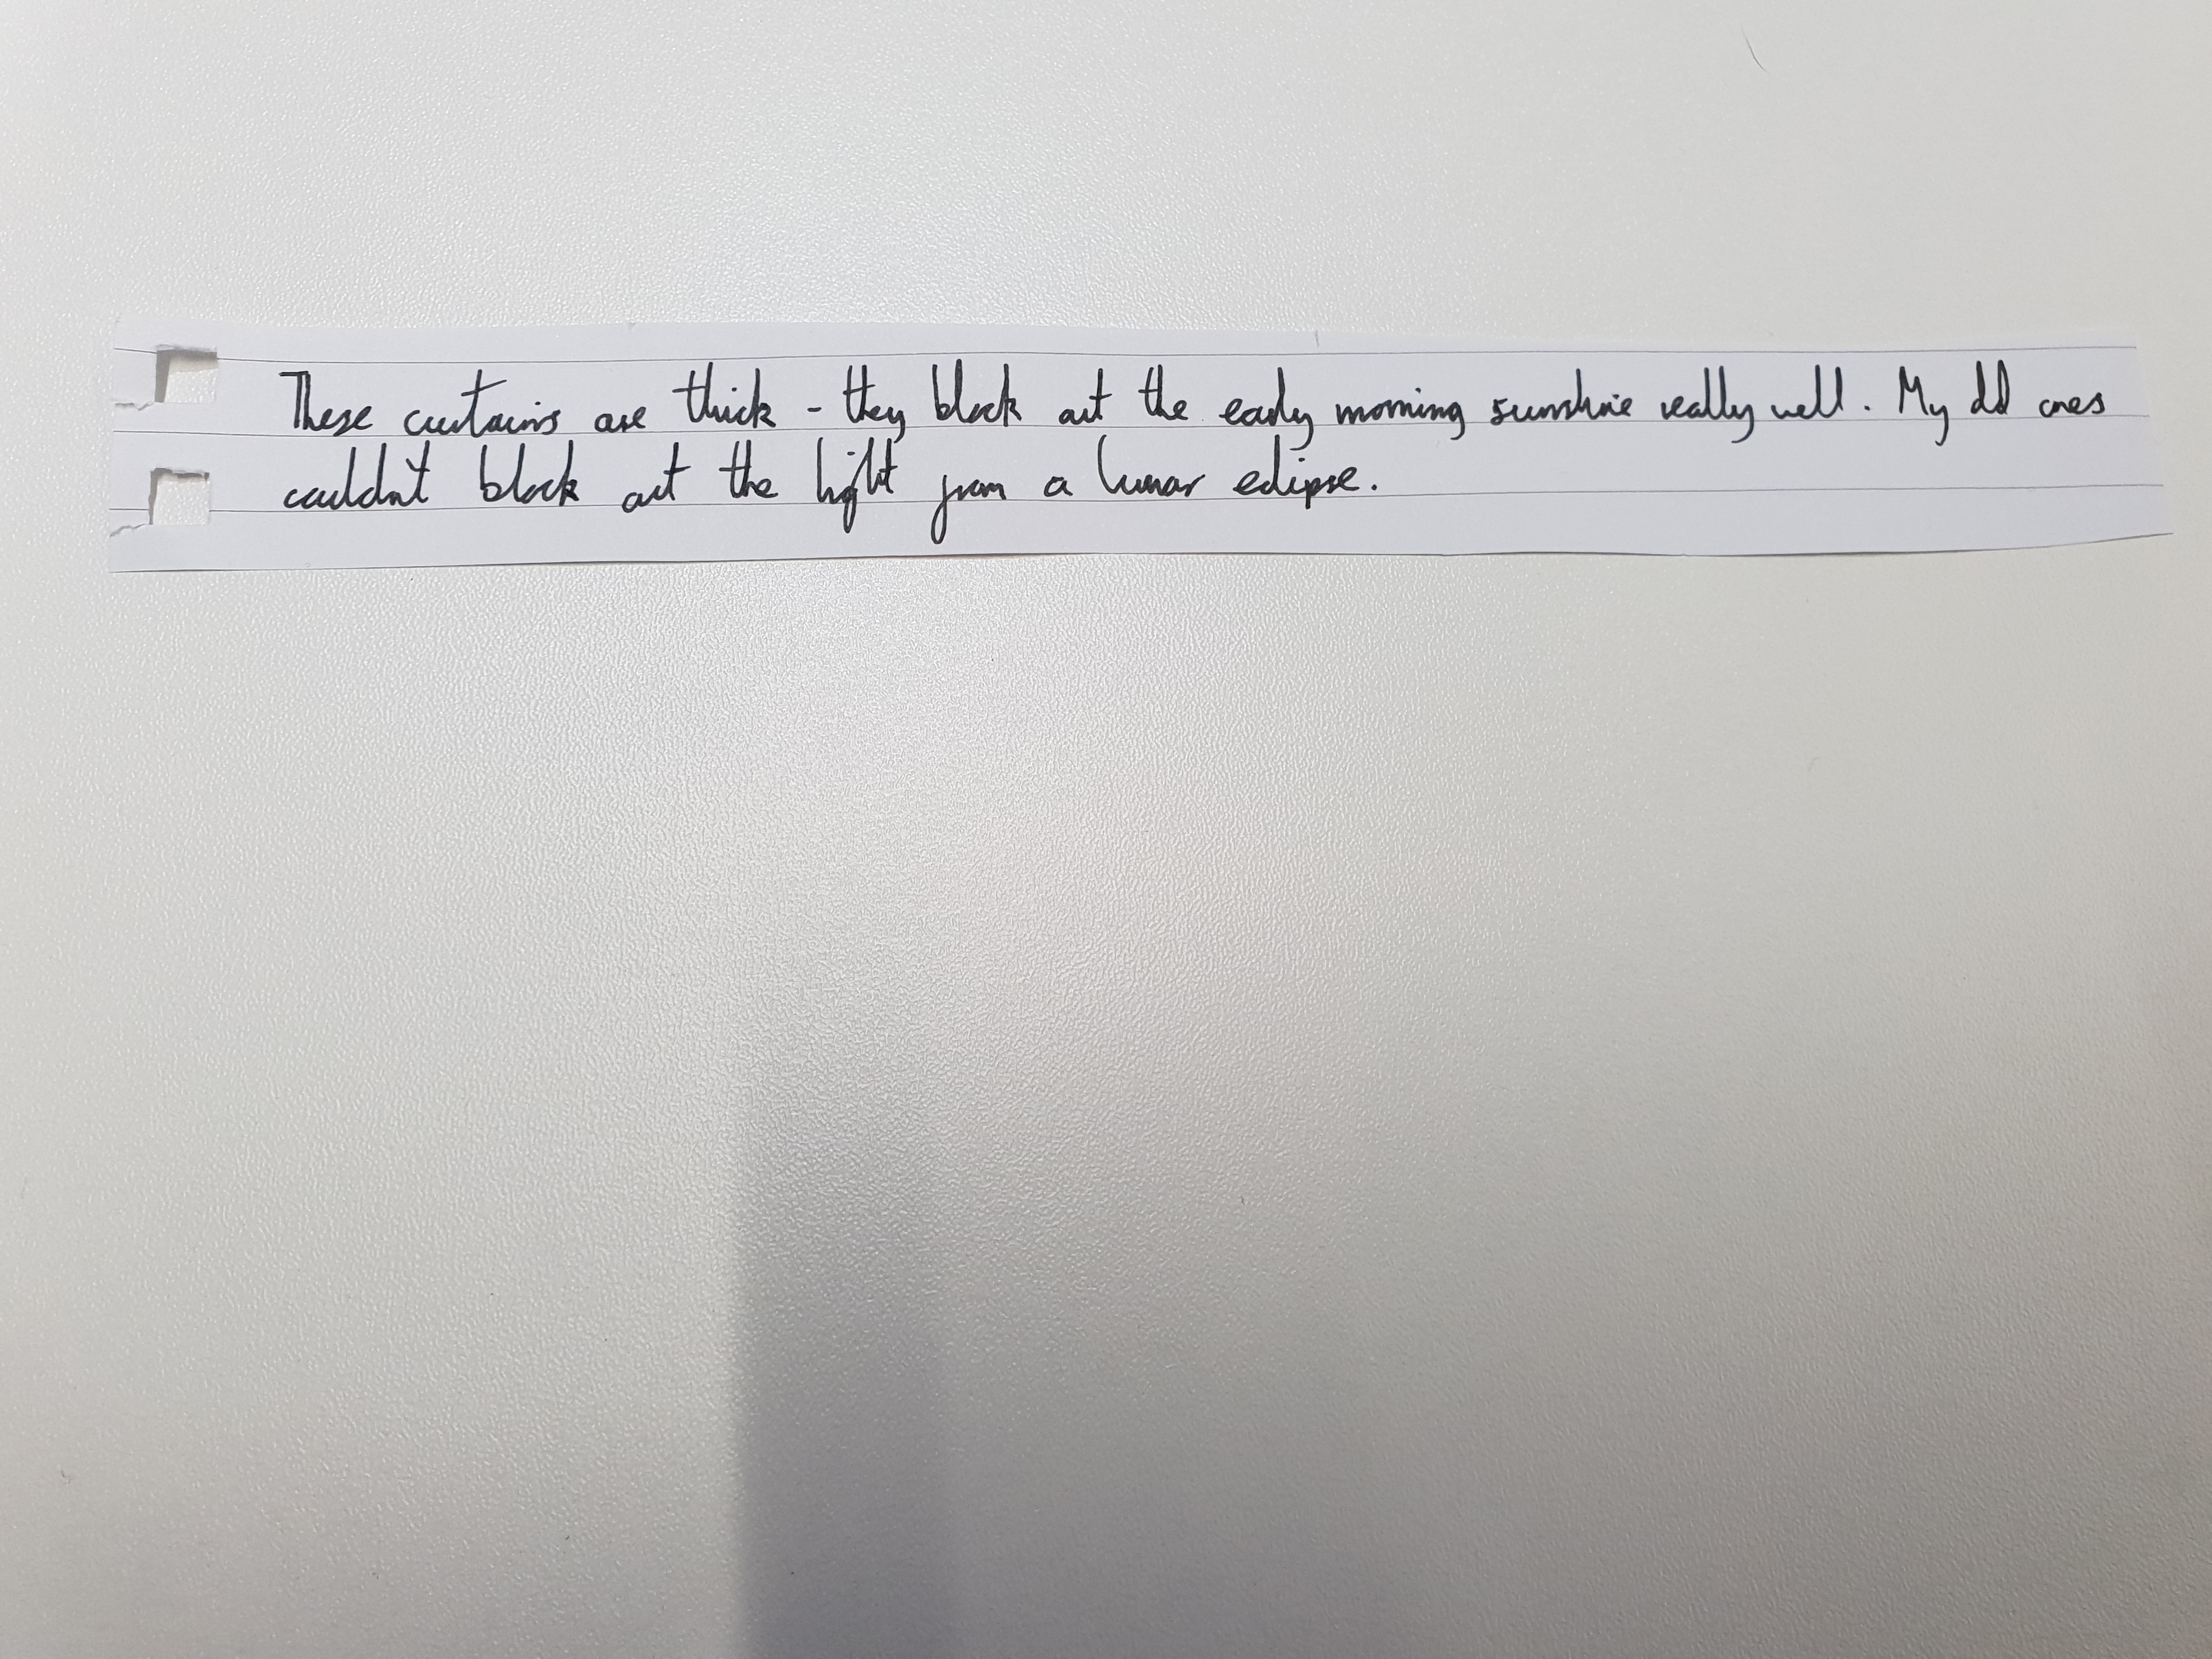 These curtains are thick - they block out the early morning sunshine really well. My old ones
couldn't block out the light from a lunar eclipse.